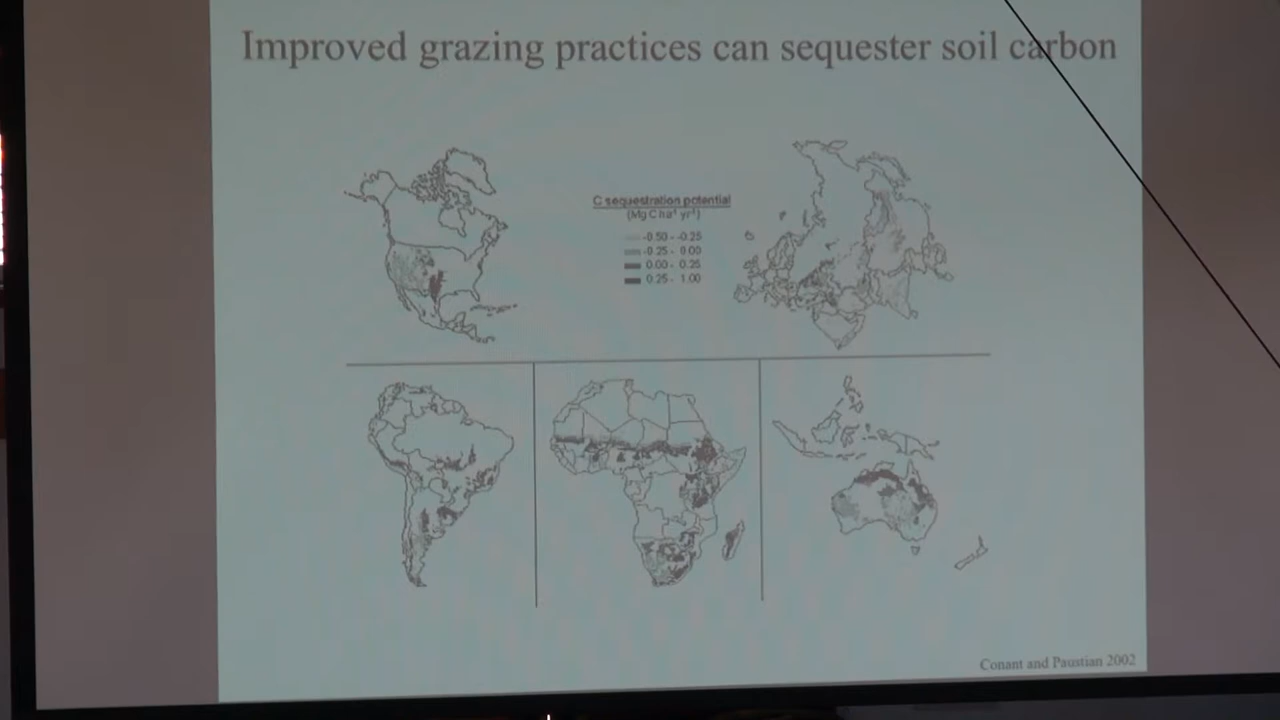 Improved grazing practices can sequester soil carbon
C sequestration potential
(Mg C ha⁻¹ yr⁻¹)
-0.50 - -0.25
-0.25 - 0.00
0.00 - 0.25
0.25 - 1.00
Conant and Paustian 2002